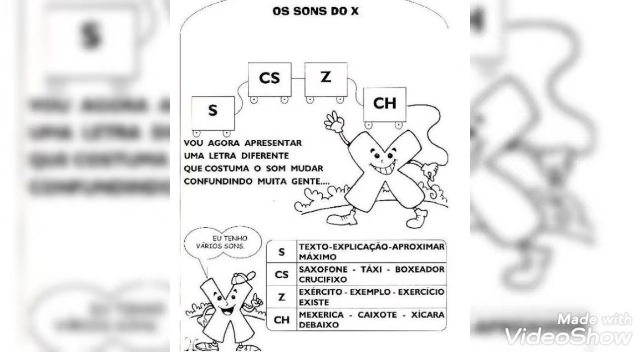 OS SONS DO X
S
CS
Z
CH
VOU AGORA APRESENTAR
UMA LETRA DIFERENTE
QUE COSTUMA O SOM MUDAR
CONFUNDINDO MUITA GENTE....
EU TENHO
VÁRIOS SONS.
S TEXTO-EXPLICAÇÃO-APROXIMAR
MÁXIMO
CS SAXOFONE - TÁXI - BOXEADOR
CRUCIFIXO
Z EXÉRCITO - EXEMPLO - EXERCÍCIO
EXISTE
CH MEXERICA - CAIXOTE - XÍCARA
DEBAIXO
Made with
VideoShow